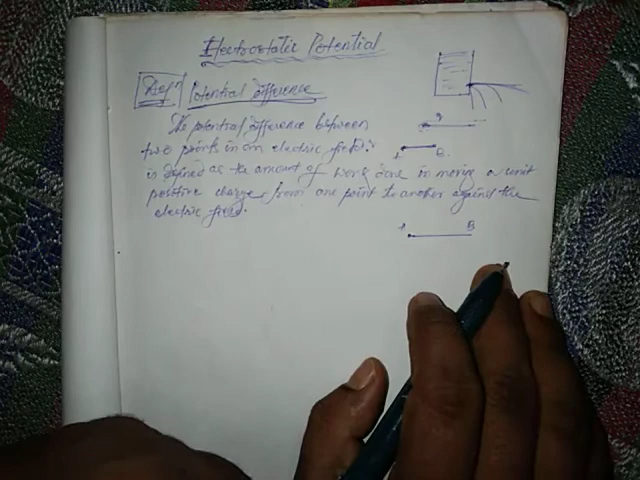 Electrostatic Potential
Defn Potential difference
The potential difference between
two points in an electric field
is defined as the amount of work done in moving a unit
positive charge from one point to another against the
electric field.
A B
A B